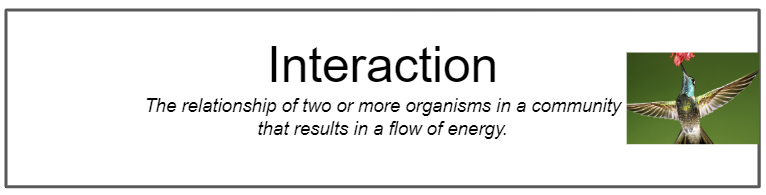 Interaction
The relationship of two or more organisms in a community
that results in a flow of energy.